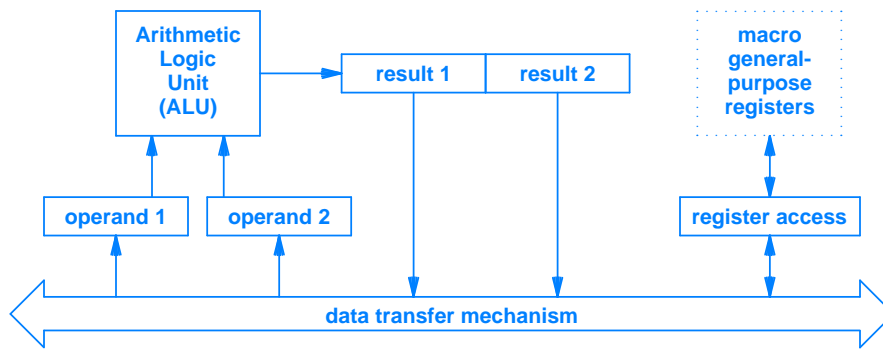 Arithmetic
Logic
Unit
(ALU)
result 1
result 2
macro
general-
purpose
registers
operand 1
operand 2
register access
data transfer mechanism